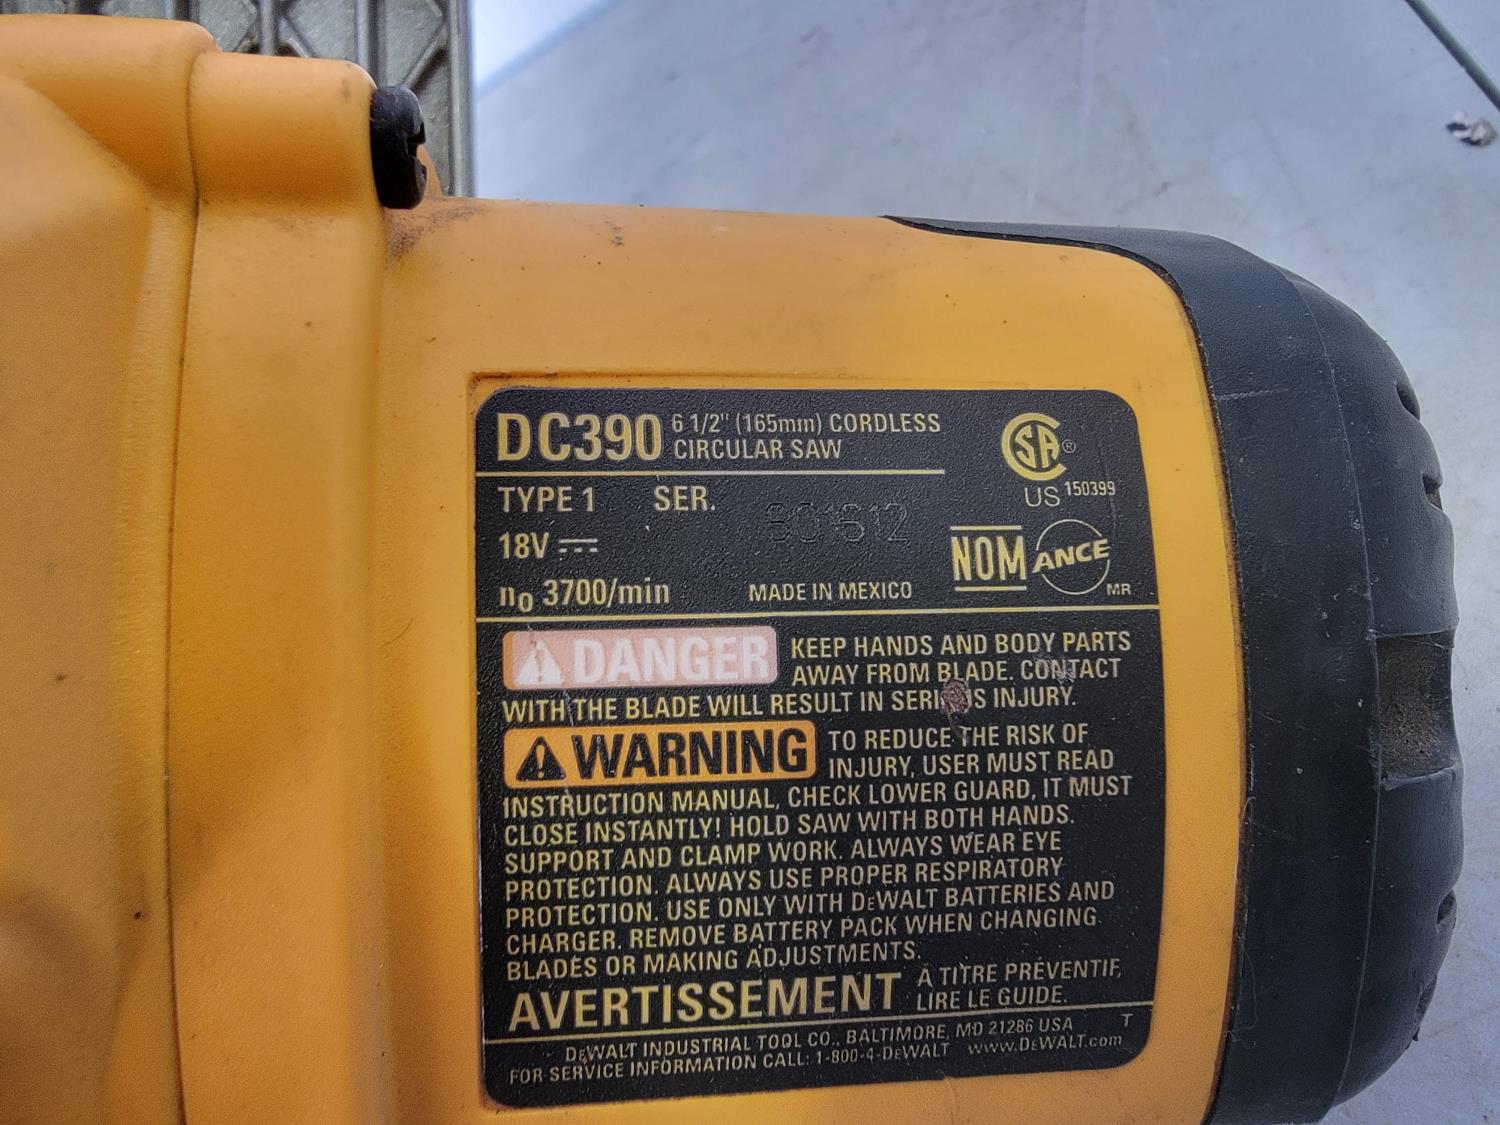 DC390 6 1/2" (165mm) CORDLESS
CIRCULAR SAW
CSA ®
US 150399
TYPE 1 SER.
18V
NOM ANCE
n₀ 3700/min MADE IN MEXICO MR
DANGER KEEP HANDS AND BODY PARTS
AWAY FROM BLADE. CONTACT
WITH THE BLADE WILL RESULT IN SERIOUS INJURY.
WARNING TO REDUCE THE RISK OF
INJURY, USER MUST READ
INSTRUCTION MANUAL, CHECK LOWER GUARD, IT MUST
CLOSE INSTANTLY! HOLD SAW WITH BOTH HANDS.
SUPPORT AND CLAMP WORK. ALWAYS WEAR EYE
PROTECTION. ALWAYS USE PROPER RESPIRATORY
PROTECTION. USE ONLY WITH DEWALT BATTERIES AND
CHARGER. REMOVE BATTERY PACK WHEN CHANGING
BLADES OR MAKING ADJUSTMENTS.
AVERTISSEMENT À TITRE PRÉVENTIF,
LIRE LE GUIDE.
DEWALT INDUSTRIAL TOOL CO., BALTIMORE, MD 21286 USA T
FOR SERVICE INFORMATION CALL: 1-800-4-DEWALT www.DEWALT.com